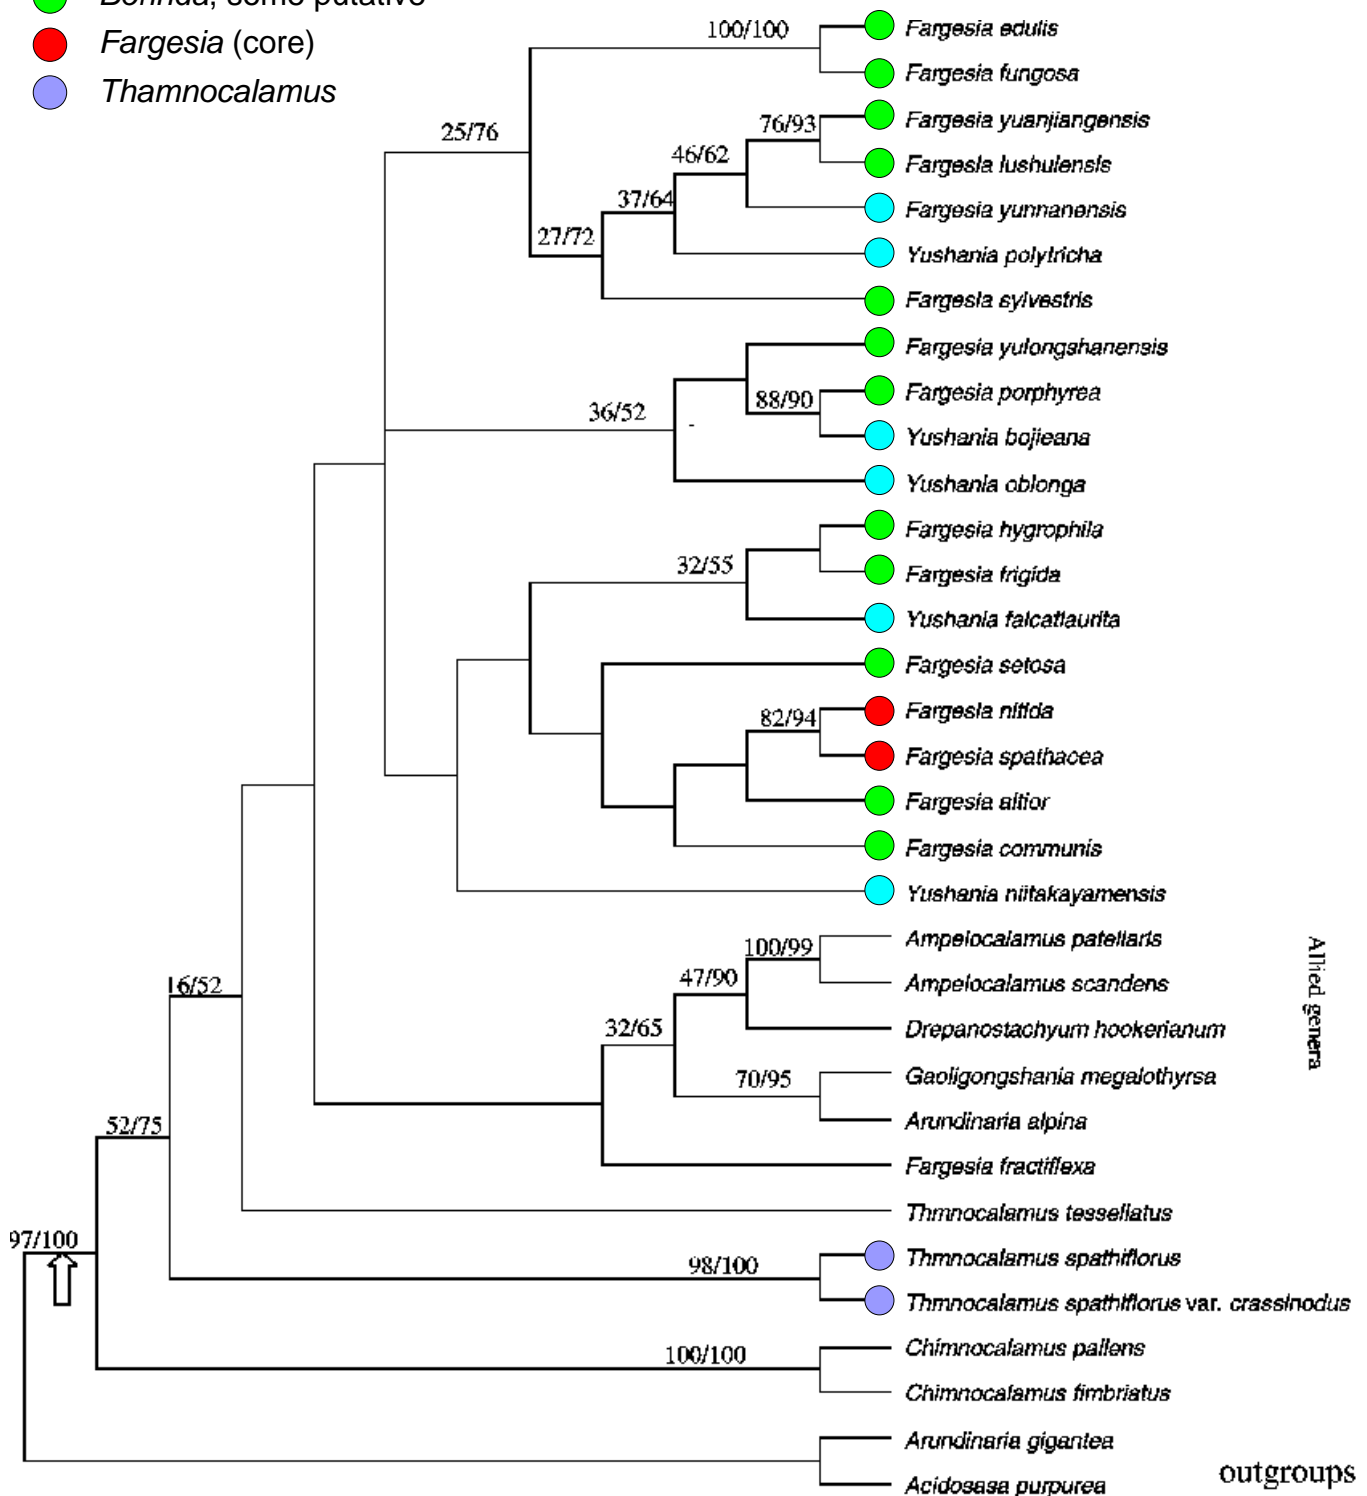 Borinda, some putative
Fargesia (core)
Thamnocalamus
100/100
Fargesia edulis
Fargesia fungosa
76/93
Fargesia yuanjiangensis
25/76
46/62
Fargesia lushuiensis
37/64
Fargesia yunnanensis
27/72
Yushania polytricha
Fargesia sylvestris
Fargesia yulongshanensis
88/90
Fargesia porphyrea
36/52
-
Yushania bojieana
Yushania oblonga
Fargesia hygrophila
32/55
Fargesia frigida
Yushania falcatiaurita
Fargesia setosa
82/94
Fargesia nitida
Fargesia spathacea
Fargesia altior
Fargesia communis
Yushania niitakayamensis
100/99
Ampelocalamus patellaris
47/90
Ampelocalamus scandens
16/52
Allied genera
32/65
Drepanostachyum hookerianum
70/95
Gaoligongshania megalothyrsa
52/75
Arundinaria alpina
Fargesia fractiflexa
Thmnocalamus tessellatus
97/100
98/100
Thmnocalamus spathiflorus
Thmnocalamus spathiflorus var. crassinodus
100/100
Chimnocalamus pallens
Chimnocalamus fimbriatus
Arundinaria gigantea
outgroups
Acidosasa purpurea